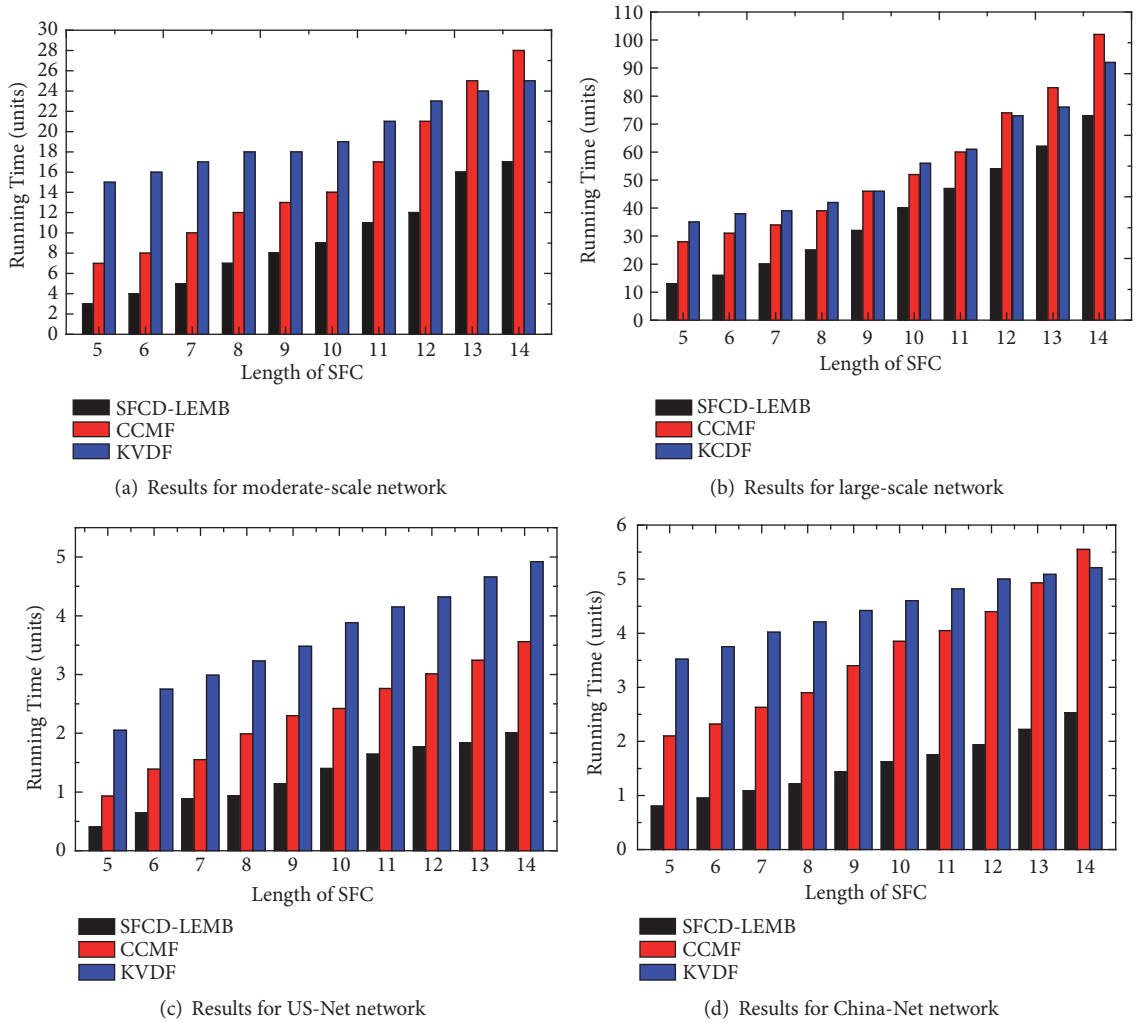 Running Time (units)
30
28
26
24
22
20
18
16
14
12
10
8
6
4
2
0
5 6 7 8 9 10 11 12 13 14
Length of SFC
SFCD-LEMB
CCMF
KVDF
(a) Results for moderate-scale network
Running Time (units)
110
100
90
80
70
60
50
40
30
20
10
0
5 6 7 8 9 10 11 12 13 14
Length of SFC
SFCD-LEMB
CCMF
KCDF
(b) Results for large-scale network
Running Time (units)
5
4
3
2
1
0
5 6 7 8 9 10 11 12 13 14
Length of SFC
SFCD-LEMB
CCMF
KVDF
(c) Results for US-Net network
Running Time (units)
6
5
4
3
2
1
0
5 6 7 8 9 10 11 12 13 14
Length of SFC
SFCD-LEMB
CCMF
KVDF
(d) Results for China-Net network